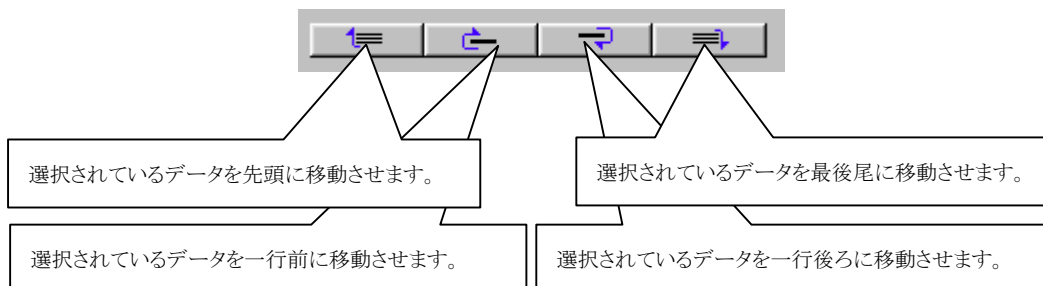 選択されているデータを先頭に移動させます。
選択されているデータを最後尾に移動させます。
選択されているデータを一行前に移動させます。
選択されているデータを一行後ろに移動させます。